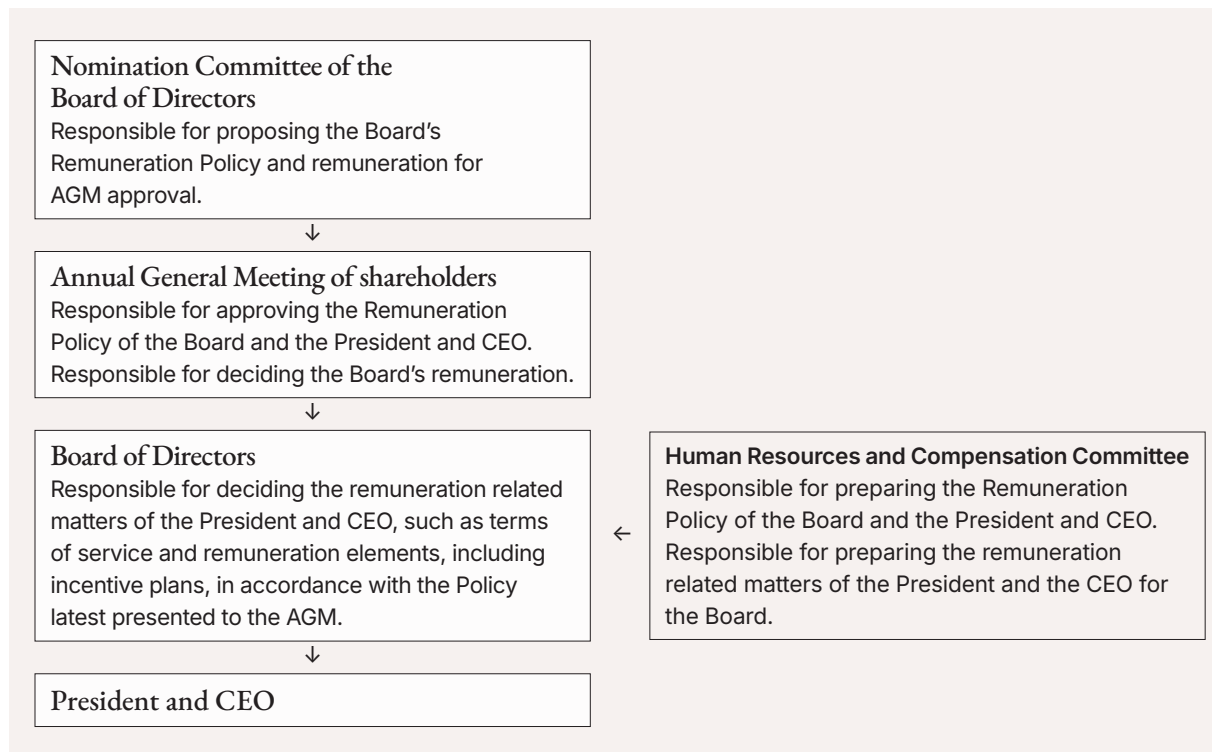 Nomination Committee of the
Board of Directors
Responsible for proposing the Board’s
Remuneration Policy and remuneration for
AGM approval.
↓
Annual General Meeting of shareholders
Responsible for approving the Remuneration
Policy of the Board and the President and CEO.
Responsible for deciding the Board’s remuneration.
↓
Board of Directors
Responsible for deciding the remuneration related
matters of the President and CEO, such as terms
of service and remuneration elements, including
incentive plans, in accordance with the Policy
latest presented to the AGM.
←
Human Resources and Compensation Committee
Responsible for preparing the Remuneration
Policy of the Board and the President and CEO.
Responsible for preparing the remuneration
related matters of the President and the CEO for
the Board.
↓
President and CEO